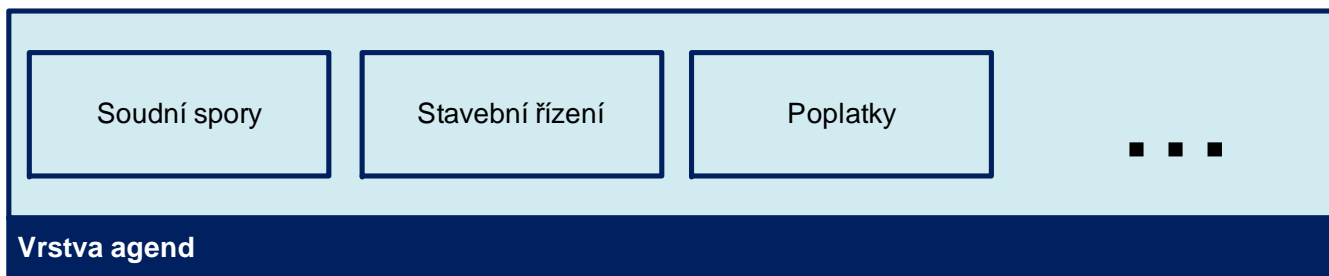 Soudní spory
Stavební řízení
Poplatky
...
Vrstva agend